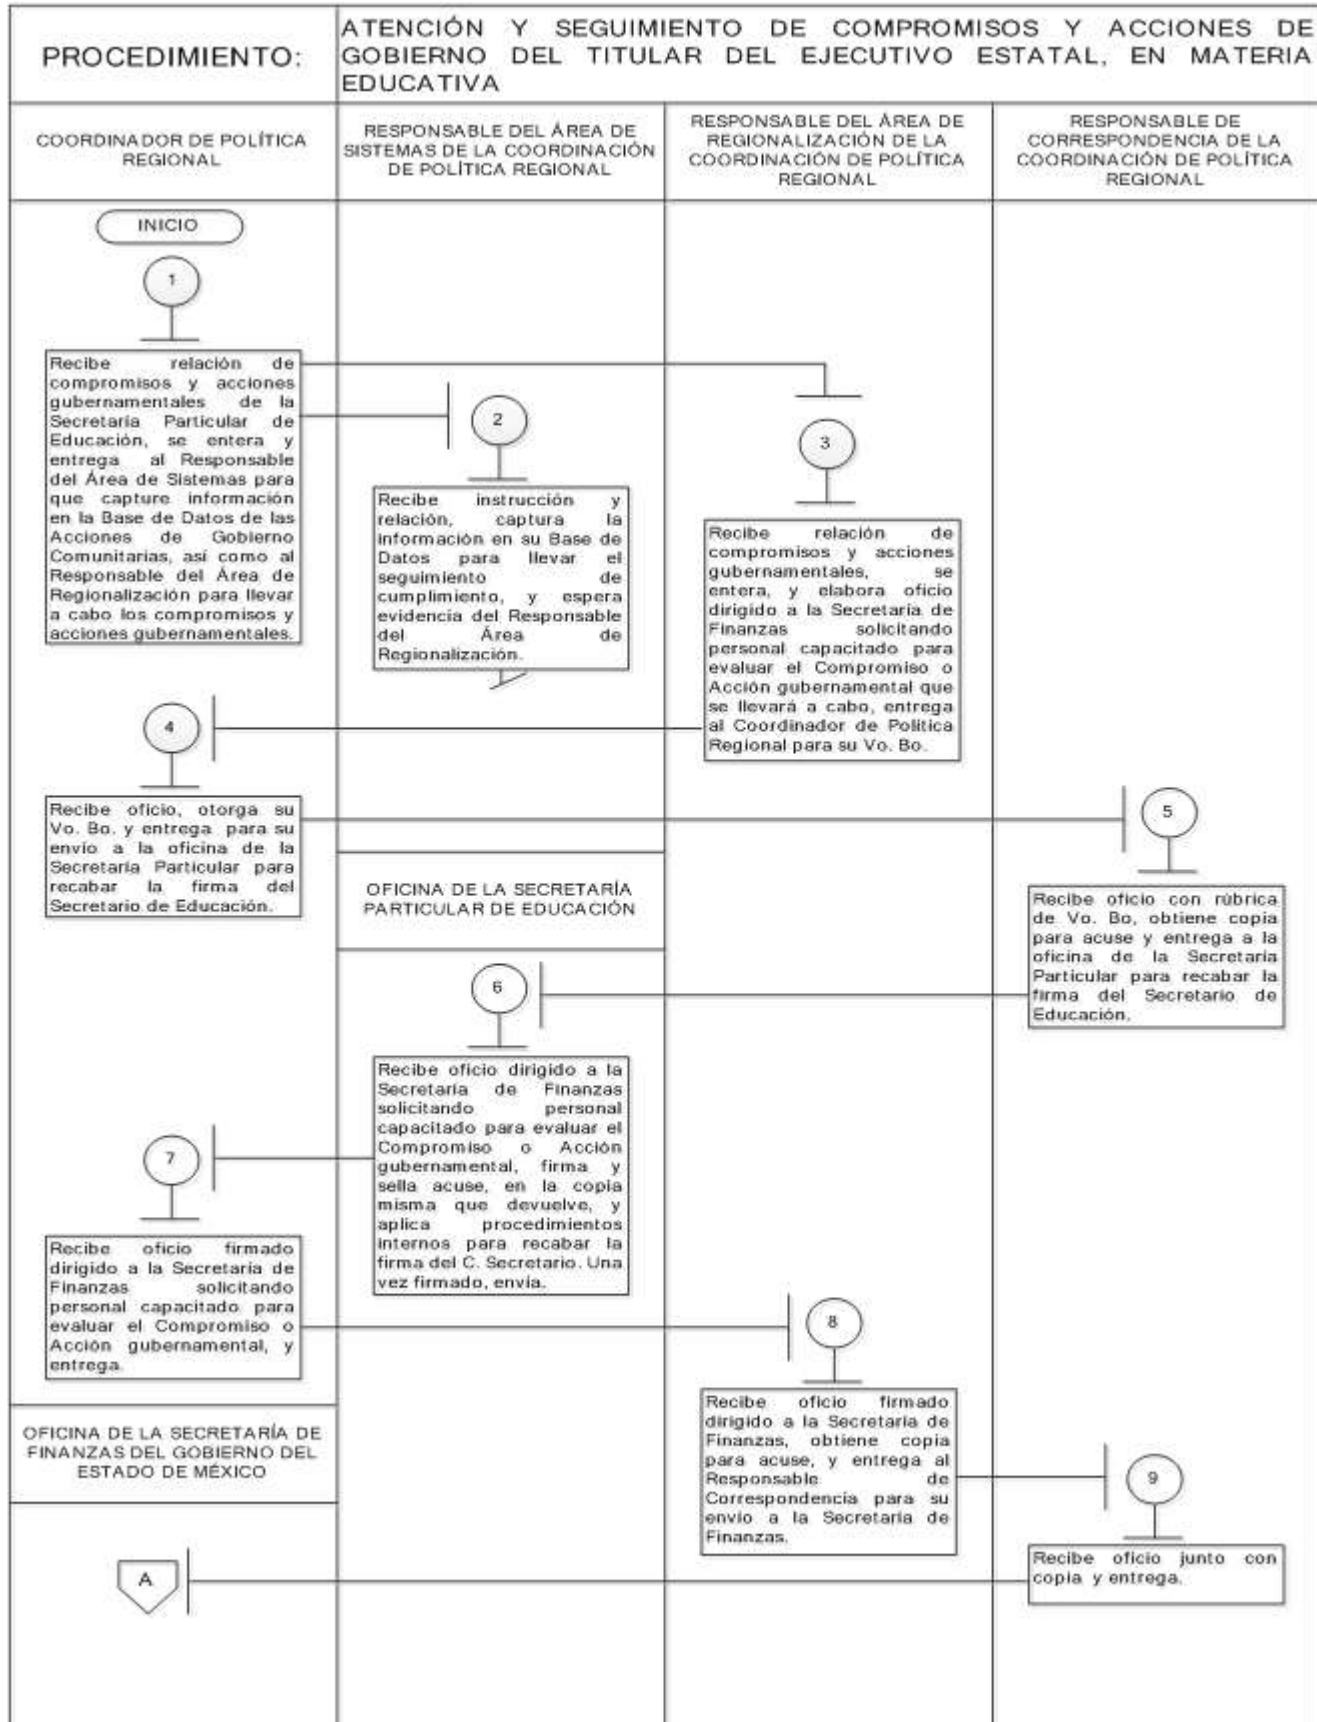 PROCEDIMIENTO:
ATENCIÓN Y SEGUIMIENTO DE COMPROMISOS Y ACCIONES DE
GOBIERNO DEL TITULAR DEL EJECUTIVO ESTATAL, EN MATERIA
EDUCATIVA
COORDINADOR DE POLÍTICA
REGIONAL
RESPONSABLE DEL ÁREA DE
SISTEMAS DE LA COORDINACIÓN
DE POLÍTICA REGIONAL
RESPONSABLE DEL ÁREA DE
REGIONALIZACIÓN DE LA
COORDINACIÓN DE POLÍTICA
REGIONAL
RESPONSABLE DE
CORRESPONDENCIA DE LA
COORDINACIÓN DE POLÍTICA
REGIONAL
INICIO
1
Recibe relación de
compromisos y acciones
gubernamentales de la
Secretaría Particular de
Educación, se entera y
entrega al Responsable
del Área de Sistemas para
que capture información
en la Base de Datos de las
Acciones de Gobierno
Comunitarias, así como al
Responsable del Área de
Regionalización para llevar
a cabo los compromisos y
acciones gubernamentales.
2
Recibe instrucción y
relación, captura la
información en su Base de
Datos para llevar el
seguimiento de
cumplimiento, y espera
evidencia del Responsable
del Área de
Regionalización.
3
Recibe relación de
compromisos y acciones
gubernamentales, se
entera, y elabora oficio
dirigido a la Secretaría de
Finanzas solicitando
personal capacitado para
evaluar el Compromiso o
Acción gubernamental que
se llevará a cabo, entrega
al Coordinador de Política
Regional para su Vo. Bo.
4
Recibe oficio, otorga su
Vo. Bo. y entrega para su
envío a la oficina de la
Secretaría Particular para
recabar la firma del
Secretario de Educación.
5
Recibe oficio con rúbrica
de Vo. Bo, obtiene copia
para acuse y entrega a la
oficina de la Secretaría
Particular para recabar la
firma del Secretario de
Educación.
OFICINA DE LA SECRETARÍA
PARTICULAR DE EDUCACIÓN
6
Recibe oficio dirigido a la
Secretaría de Finanzas
solicitando personal
capacitado para evaluar el
Compromiso o Acción
gubernamental, firma y
sella acuse, en la copia
misma que devuelve, y
aplica procedimientos
internos para recabar la
firma del C. Secretario. Una
vez firmado, envía.
7
Recibe oficio firmado
dirigido a la Secretaría de
Finanzas solicitando
personal capacitado para
evaluar el Compromiso o
Acción gubernamental, y
entrega.
8
Recibe oficio firmado
dirigido a la Secretaría de
Finanzas, obtiene copia
para acuse, y entrega al
Responsable de
Correspondencia para su
envío a la Secretaría de
Finanzas.
9
Recibe oficio junto con
copia y entrega.
OFICINA DE LA SECRETARÍA DE
FINANZAS DEL GOBIERNO DEL
ESTADO DE MÉXICO
A